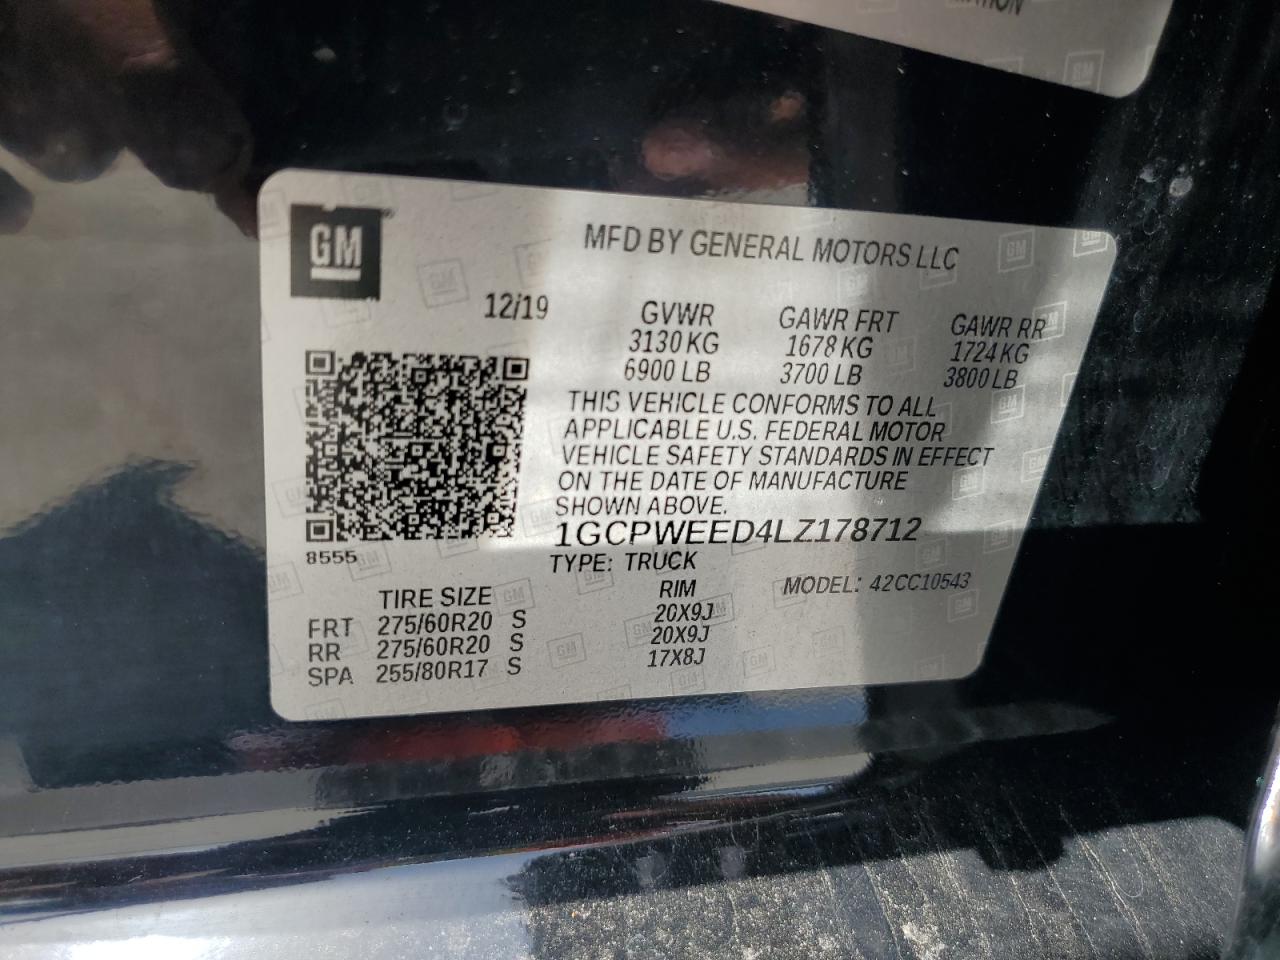 MATION
GM
MFD BY GENERAL MOTORS LLC
12/19 GVWR GAWR FRT GAWR RR
3130 KG 1678 KG 1724 KG
6900 LB 3700 LB 3800 LB
THIS VEHICLE CONFORMS TO ALL
APPLICABLE U.S. FEDERAL MOTOR
VEHICLE SAFETY STANDARDS IN EFFECT
ON THE DATE OF MANUFACTURE
SHOWN ABOVE.
1GCPWEED4LZ178712
8555
TYPE: TRUCK
MODEL: 42CC10543
TIRE SIZE RIM
FRT 275/60R20 S 20X9J
RR 275/60R20 S 20X9J
SPA 255/80R17 S 17X8J